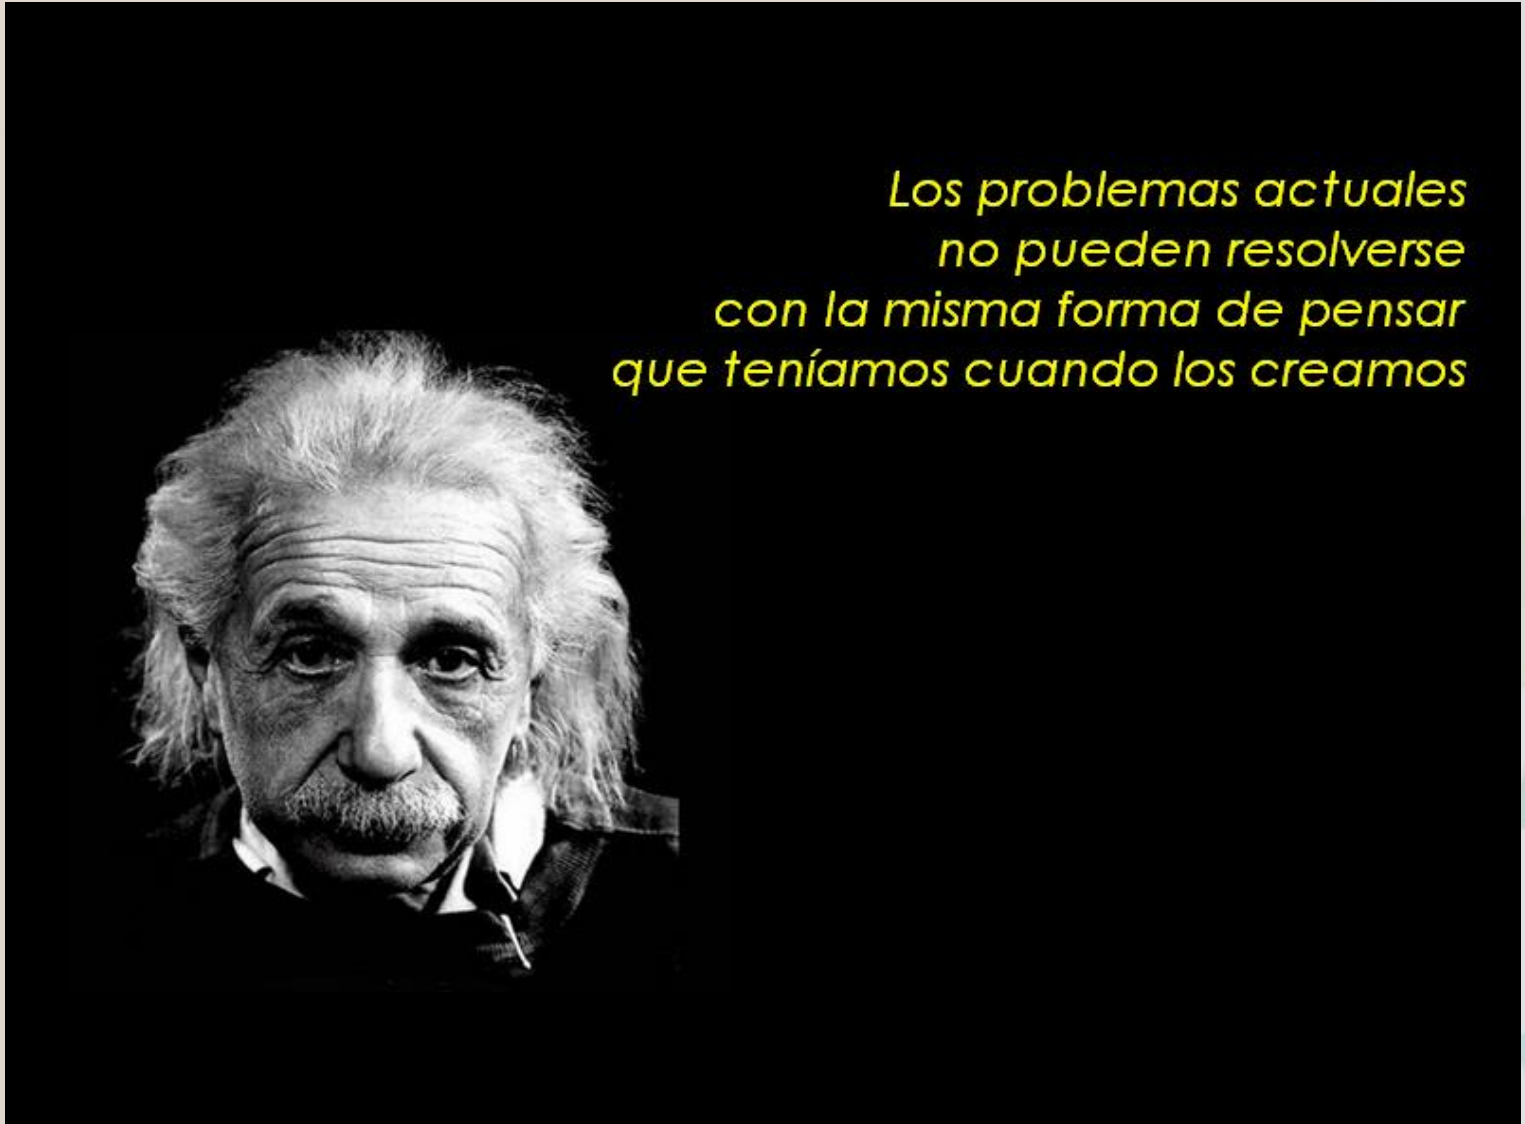 Los problemas actuales
no pueden resolverse
con la misma forma de pensar
que teníamos cuando los creamos